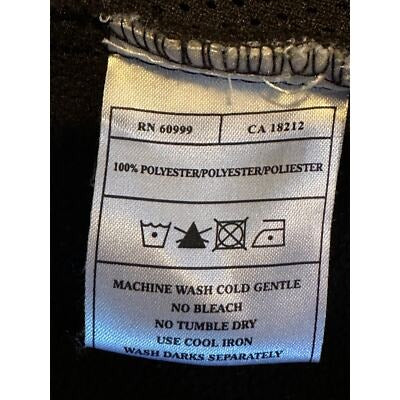 RN 60999 CA 18212
100% POLYESTER/POLYESTER/POLIESTER
MACHINE WASH COLD GENTLE
NO BLEACH
NO TUMBLE DRY
USE COOL IRON
WASH DARKS SEPARATELY